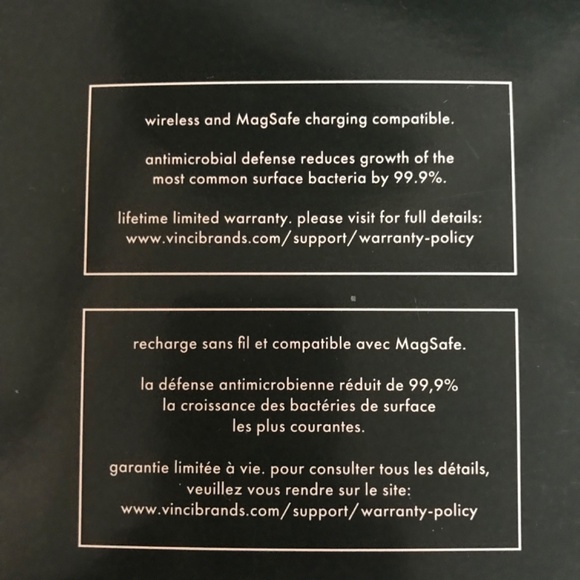 wireless and MagSafe charging compatible.
antimicrobial defense reduces growth of the
most common surface bacteria by 99.9%.
lifetime limited warranty. please visit for full details:
www.vincibrands.com/support/warranty-policy
recharge sans fil et compatible avec MagSafe.
la défense antimicrobienne réduit de 99,9%
la croissance des bactéries de surface
les plus courantes.
garantie limitée à vie. pour consulter tous les détails,
veuillez vous rendre sur le site:
www.vincibrands.com/support/warranty-policy